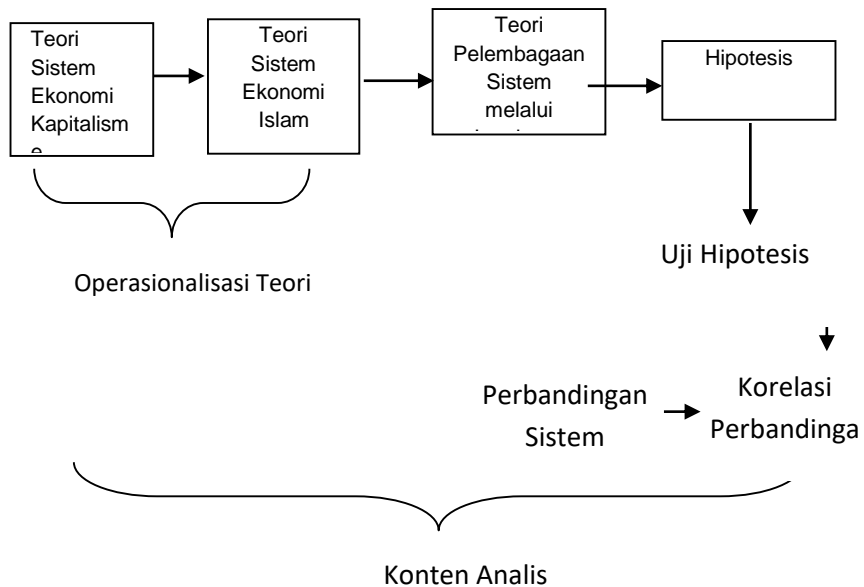 Teori
Sistem
Ekonomi
Kapitalism
Teori
Sistem
Ekonomi
Islam
Teori
Pelembagaan
Sistem
melalui
Hipotesis
Operasionalisasi Teori
Uji Hipotesis
Perbandingan
Sistem
Korelasi
Perbandinga
Konten Analis